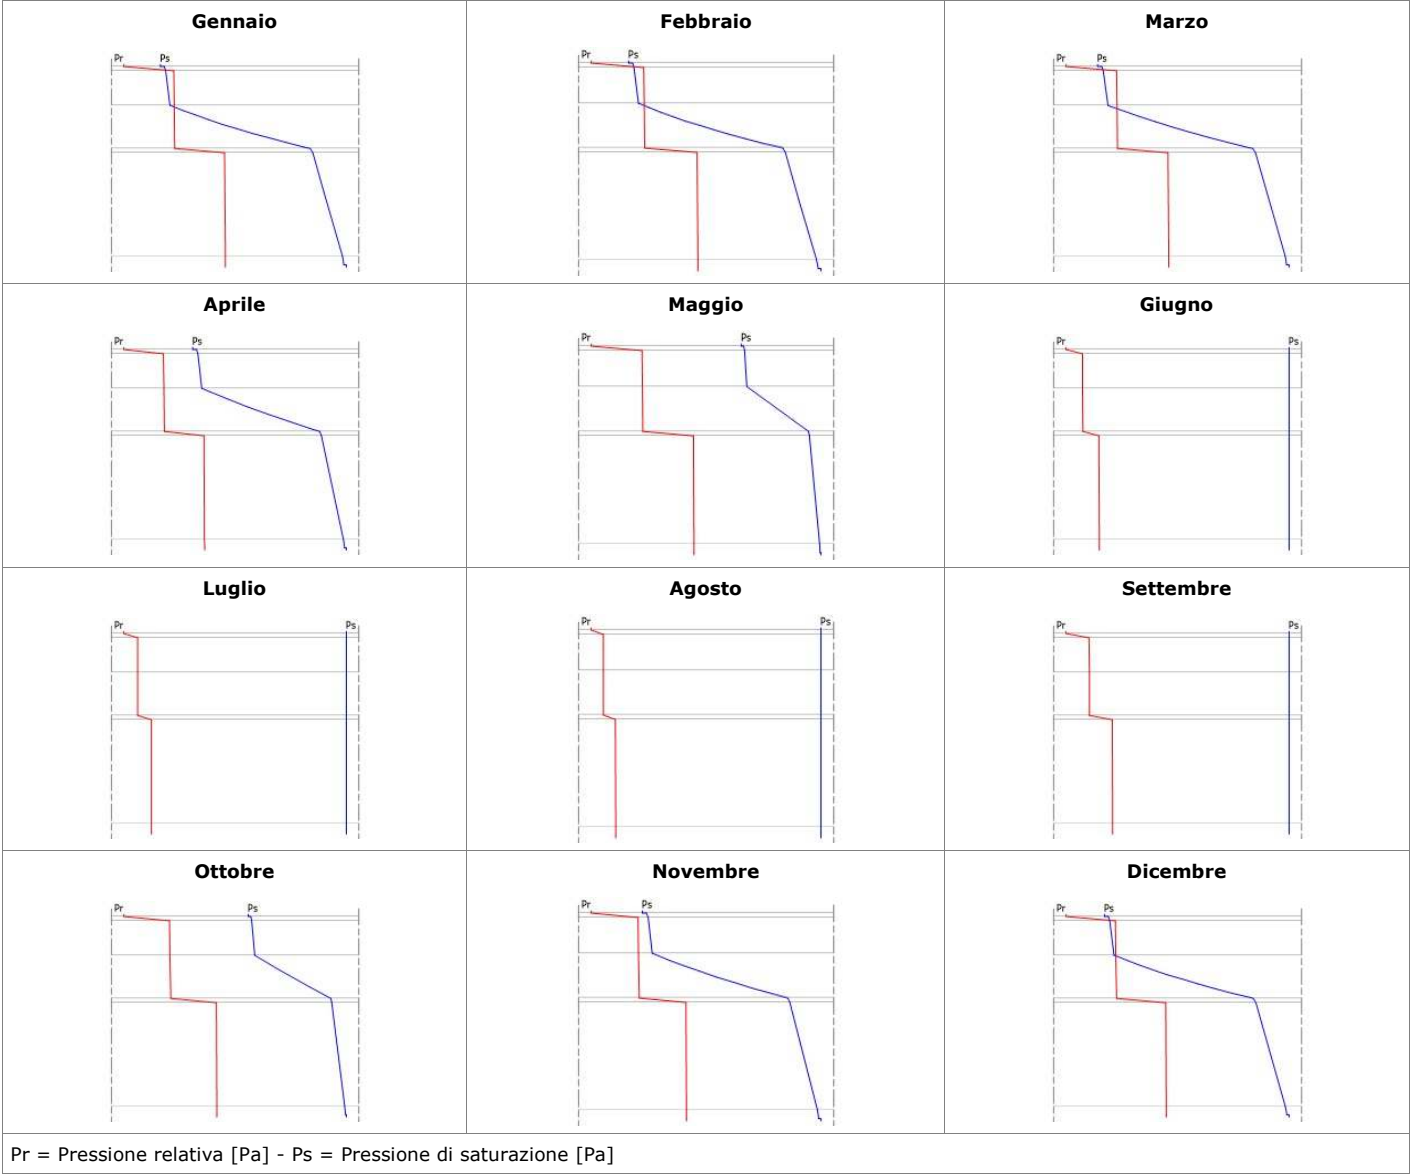 Gennaio
Febbraio
Marzo
Pr Ps
Pr Ps
Pr Ps
Aprile
Maggio
Giugno
Pr Ps
Pr Ps
Pr Ps
Luglio
Agosto
Settembre
Pr Ps
Pr Ps
Pr Ps
Ottobre
Novembre
Dicembre
Pr Ps
Pr Ps
Pr Ps
Pr = Pressione relativa [Pa] - Ps = Pressione di saturazione [Pa]